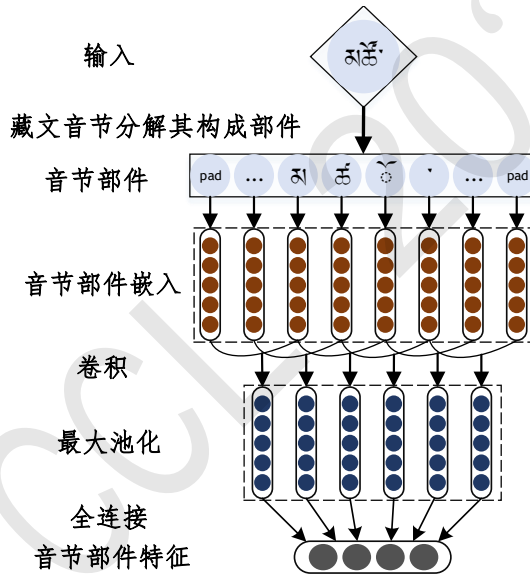 输入
མཚོ་
藏文音节分解其构成部件
音节部件 pad ... མ ཚ ོ ་ ... pad
音节部件嵌入
卷积
最大池化
全连接
音节部件特征